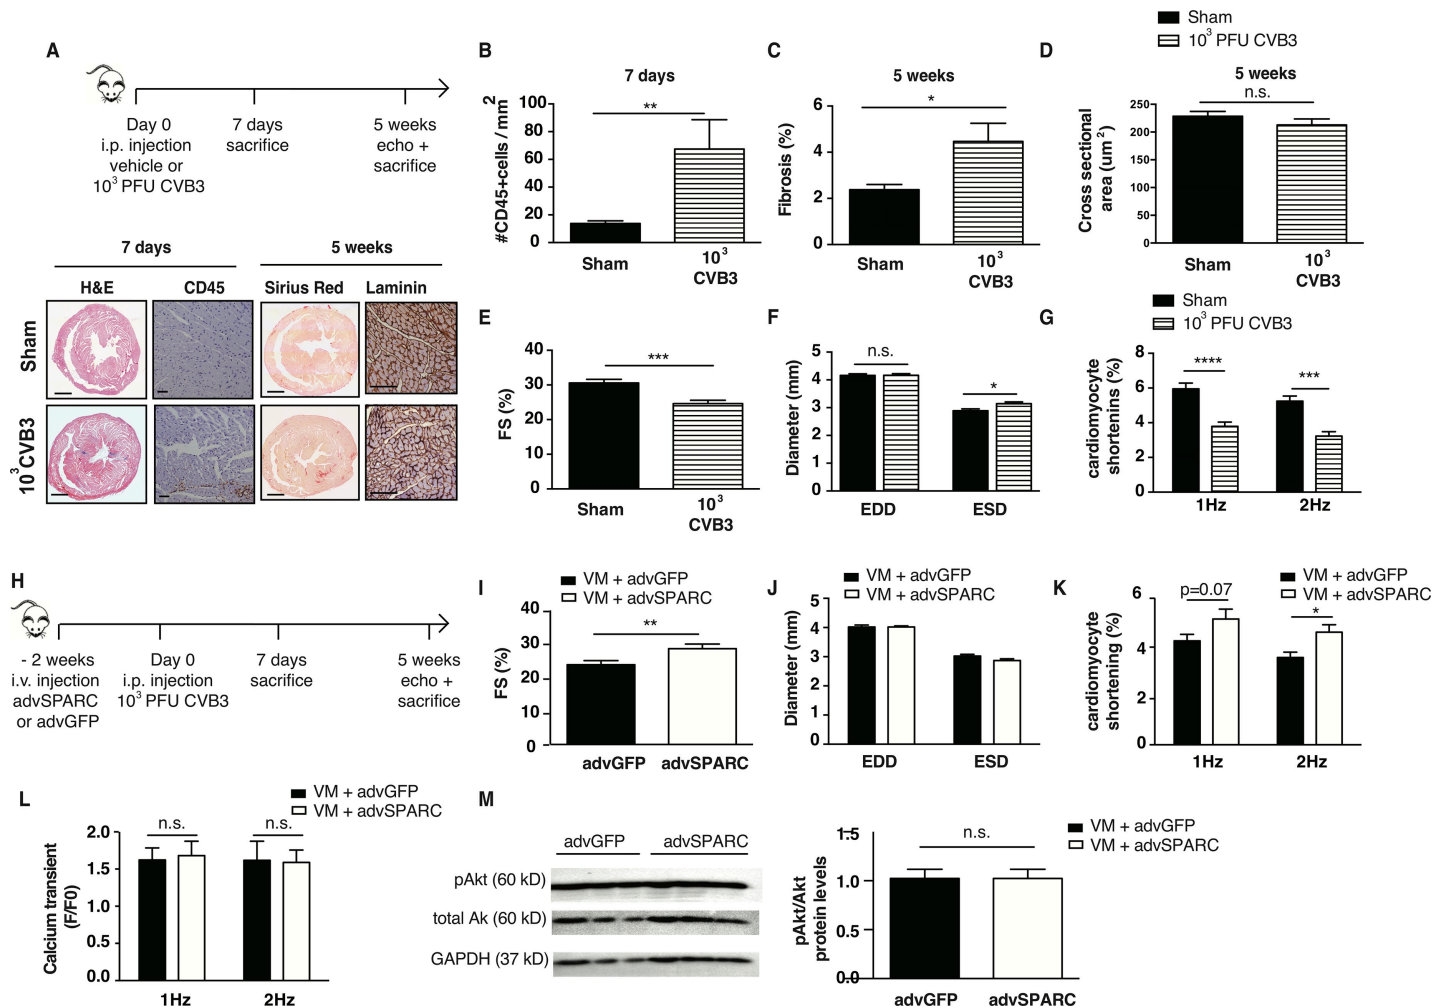 Sham
10³ PFU CVB3
A
Day 0
i.p. injection
vehicle or
10³ PFU CVB3
7 days
sacrifice
5 weeks
echo +
sacrifice
7 days
5 weeks
H&E
CD45
Sirius Red
Laminin
Sham
10³CVB3
B
7 days
**
#CD45+cells / mm²
100
80
60
40
20
0
Sham
10³
CVB3
C
5 weeks
*
Fibrosis (%)
6
4
2
0
Sham
10³
CVB3
D
5 weeks
n.s.
Cross sectional
area (um²)
250
200
150
100
50
0
Sham
10³
CVB3
E
***
FS (%)
40
30
20
10
0
Sham
10³
CVB3
F
n.s.
*
Diameter (mm)
5
4
3
2
1
0
EDD
ESD
G
Sham
10³ PFU CVB3
****
***
cardiomyocyte
shortenins (%)
8
6
4
2
0
1Hz
2Hz
H
- 2 weeks
i.v. injection
advSPARC
or advGFP
Day 0
i.p. injection
10³ PFU CVB3
7 days
sacrifice
5 weeks
echo +
sacrifice
I
VM + advGFP
VM + advSPARC
**
FS (%)
40
30
20
10
0
advGFP
advSPARC
J
VM + advGFP
VM + advSPARC
Diameter (mm)
5
4
3
2
1
0
EDD
ESD
K
VM + advGFP
VM + advSPARC
p=0.07
*
cardiomyocyte
shortening (%)
6
4
2
0
1Hz
2Hz
L
VM + advGFP
VM + advSPARC
n.s.
n.s.
Calcium transient
(F/F0)
2.0
1.5
1.0
0.5
0.0
1Hz
2Hz
M
advGFP
advSPARC
pAkt (60 kD)
total Ak (60 kD)
GAPDH (37 kD)
VM + advGFP
VM + advSPARC
n.s.
pAkt/Akt
protein levels
1.5
1.0
0.5
0.0
advGFP
advSPARC